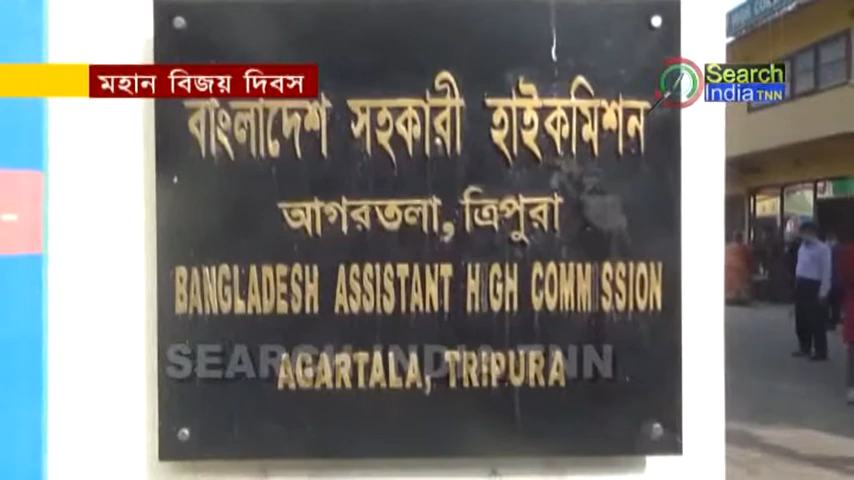 মহান বিজয় দিবস
Search
India TNN
বাংলাদেশ সহকারী হাইকমিশন
আগরতলা, ত্রিপুরা
BANGLADESH ASSISTANT HIGH COMMISSION
SEARCH INDIA TNN
AGARTALA, TRIPURA